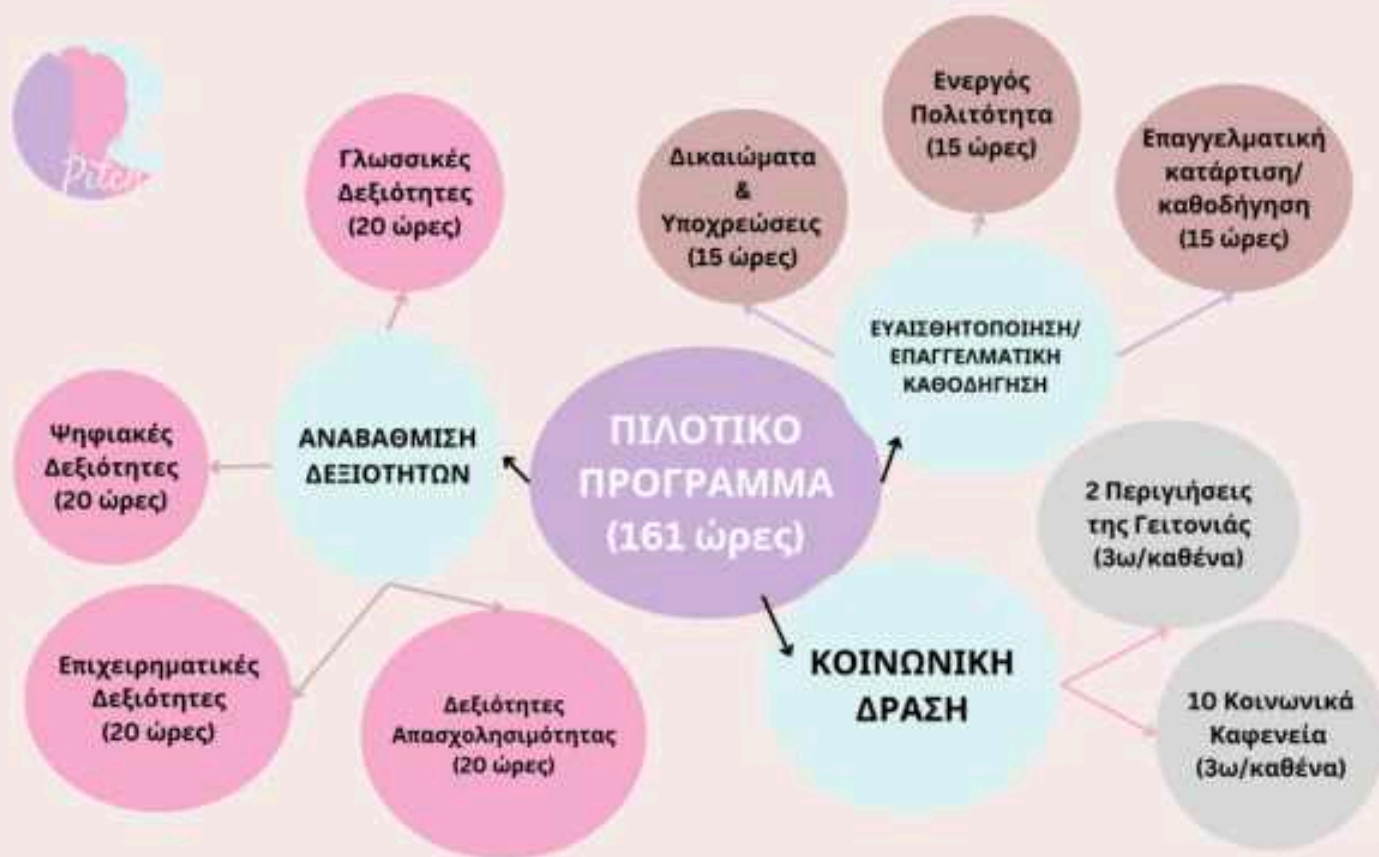 Pitch
Γλωσσικές
Δεξιότητες
(20 ώρες)
Ψηφιακές
Δεξιότητες
(20 ώρες)
Επιχειρηματικές
Δεξιότητες
(20 ώρες)
Δεξιότητες
Απασχολησιμότητας
(20 ώρες)
ΑΝΑΒΑΘΜΙΣΗ
ΔΕΞΙΟΤΗΤΩΝ
ΠΙΛΟΤΙΚΟ
ΠΡΟΓΡΑΜΜΑ
(161 ώρες)
Δικαιώματα
&
Υποχρεώσεις
(15 ώρες)
Ενεργός
Πολιτότητα
(15 ώρες)
Επαγγελματική
κατάρτιση/
καθοδήγηση
(15 ώρες)
ΕΥΑΙΣΘΗΤΟΠΟΙΗΣΗ/
ΕΠΑΓΓΕΛΜΑΤΙΚΗ
ΚΑΘΟΔΗΓΗΣΗ
ΚΟΙΝΩΝΙΚΗ
ΔΡΑΣΗ
2 Περιγιήσεις
της Γειτονιάς
(3ω/καθένα)
10 Κοινωνικά
Καφενεία
(3ω/καθένα)